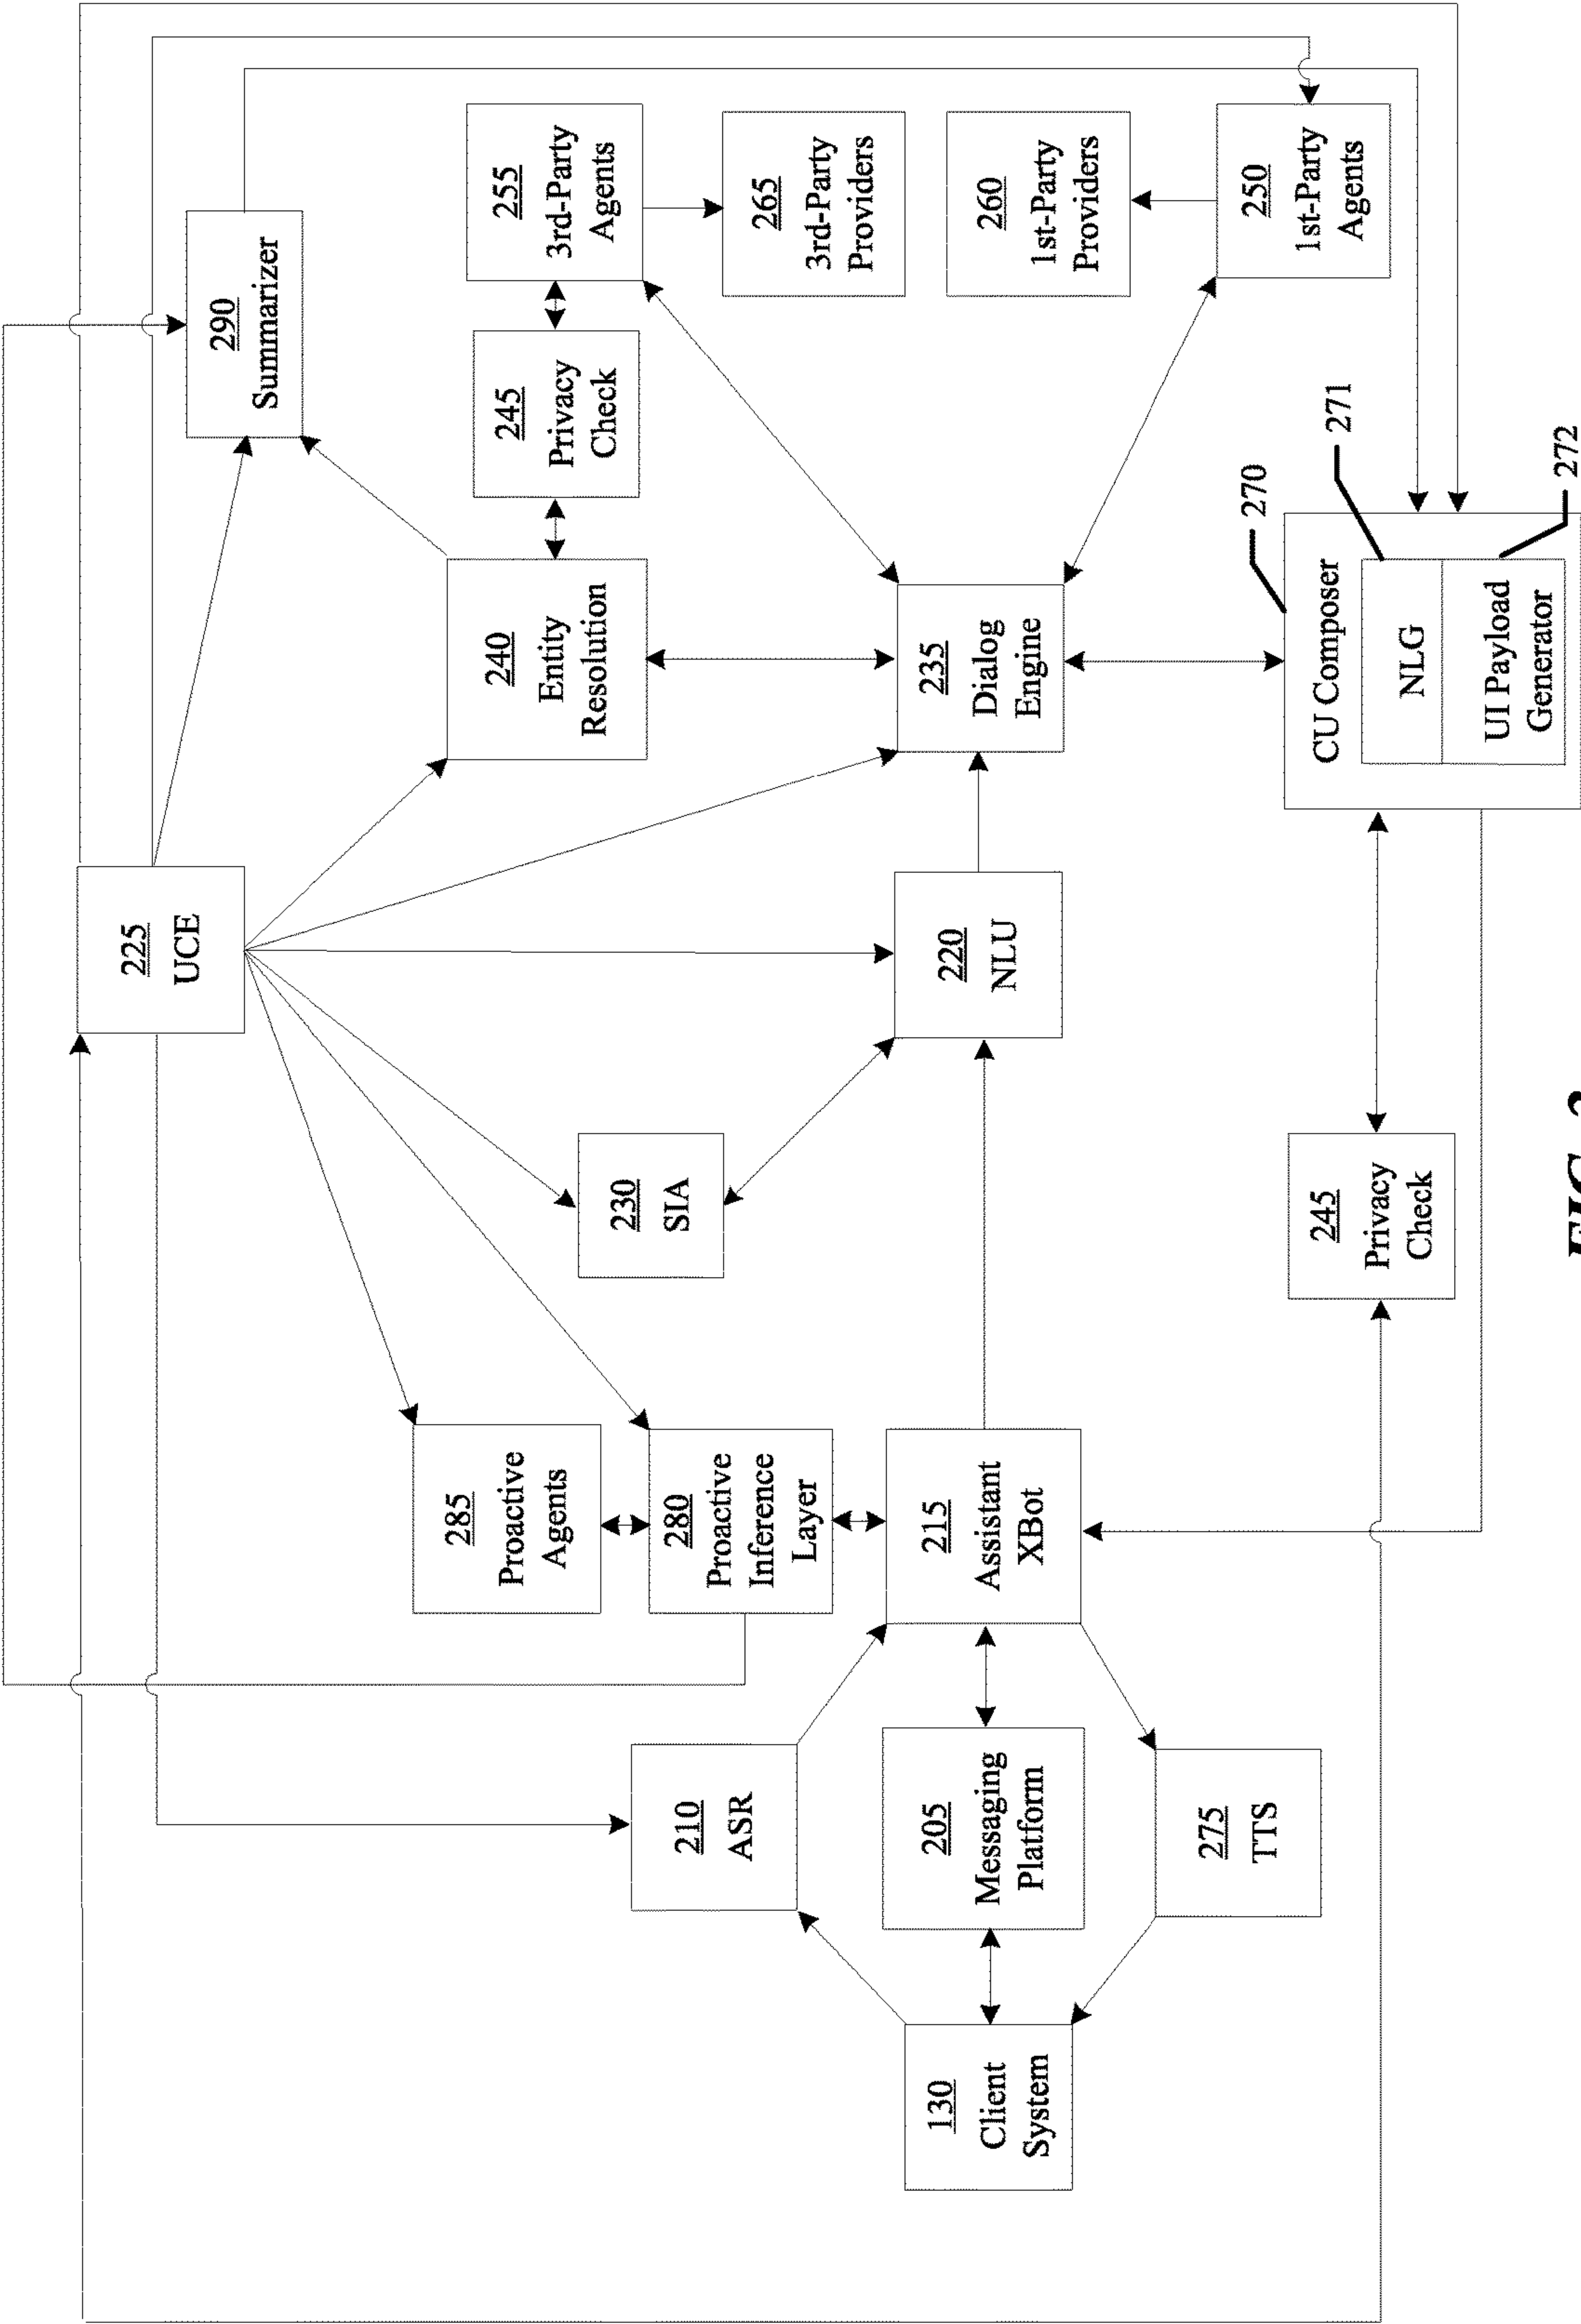 225
UCE
290
Summarizer
285
Proactive
Agents
240
Entity
Resolution
245
Privacy
Check
255
3rd-Party
Agents
230
SIA
210
ASR
280
Proactive
Inference
Layer
265
3rd-Party
Providers
130
Client
System
205
Messaging
Platform
215
Assistant
XBot
220
NLU
235
Dialog
Engine
260
1st-Party
Providers
275
TTS
250
1st-Party
Agents
245
Privacy
Check
270
CU Composer
271
NLG
272
UI Payload
Generator
FIG. 2